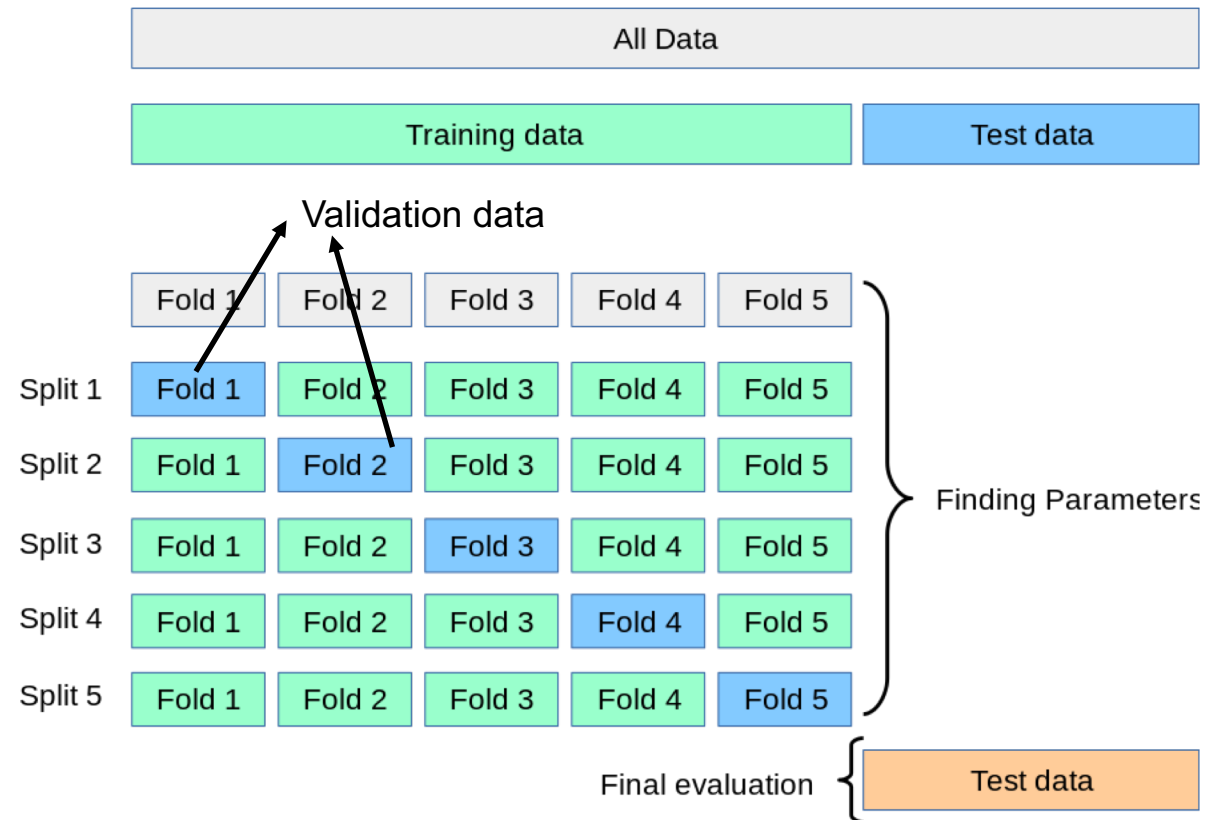 All Data
Training data Test data
Validation data
Fold 1 Fold 2 Fold 3 Fold 4 Fold 5
Split 1 Fold 1 Fold 2 Fold 3 Fold 4 Fold 5
Split 2 Fold 1 Fold 2 Fold 3 Fold 4 Fold 5
Finding Parameters
Split 3 Fold 1 Fold 2 Fold 3 Fold 4 Fold 5
Split 4 Fold 1 Fold 2 Fold 3 Fold 4 Fold 5
Split 5 Fold 1 Fold 2 Fold 3 Fold 4 Fold 5
Final evaluation Test data